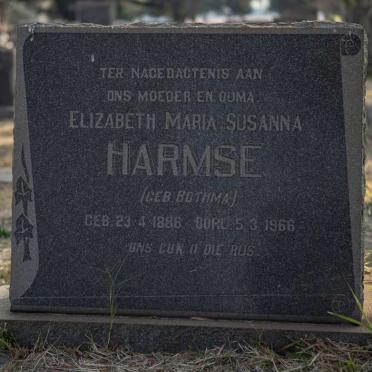 TER NAGEDAGTENIS AAN
ONS MOEDER EN OUMA
ELIZABETH MARIA SUSANNA
HARMSE
(GEB BOTHMA)
GEB. 23·4·1886 OORL. 5·3·1966
ONS GUN U DIE RUS.